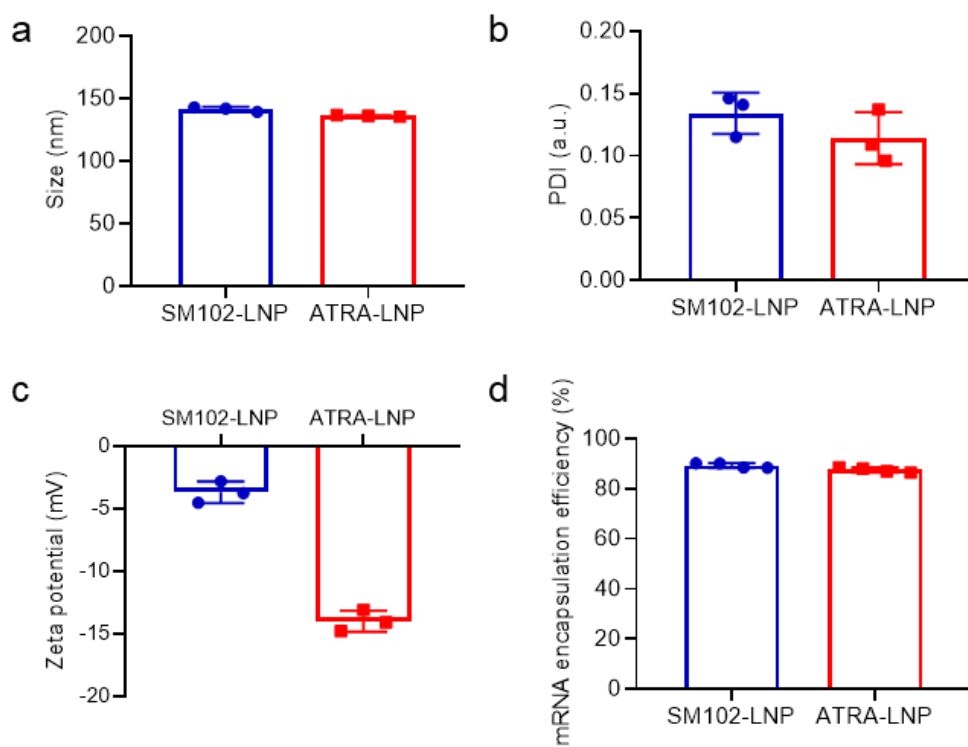 a
Size (nm)
200
150
100
50
0
SM102-LNP ATRA-LNP
b
PDI (a.u.)
0.20
0.15
0.10
0.05
0.00
SM102-LNP ATRA-LNP
c
Zeta potential (mV)
SM102-LNP ATRA-LNP
0
-5
-10
-15
-20
d
mRNA encapsulation efficiency (%)
100
80
60
40
20
0
SM102-LNP ATRA-LNP